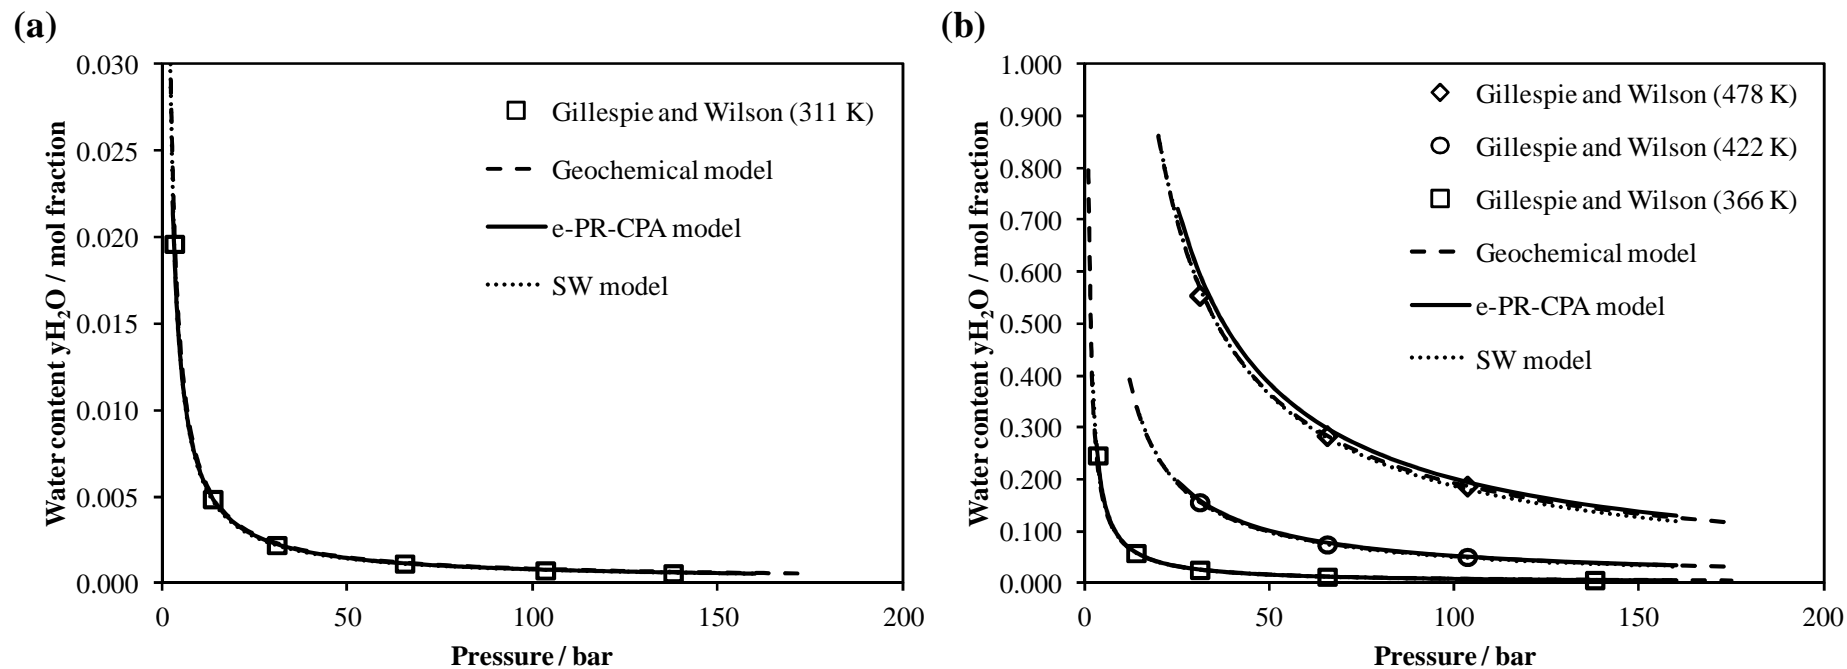 (a)
Water content yH₂O / mol fraction
0.030
0.025
0.020
0.015
0.010
0.005
0.000
0
50
100
150
200
Pressure / bar
Gillespie and Wilson (311 K)
Geochemical model
e-PR-CPA model
SW model
(b)
Water content yH₂O / mol fraction
1.000
0.900
0.800
0.700
0.600
0.500
0.400
0.300
0.200
0.100
0.000
0
50
100
150
200
Pressure / bar
Gillespie and Wilson (478 K)
Gillespie and Wilson (422 K)
Gillespie and Wilson (366 K)
Geochemical model
e-PR-CPA model
SW model